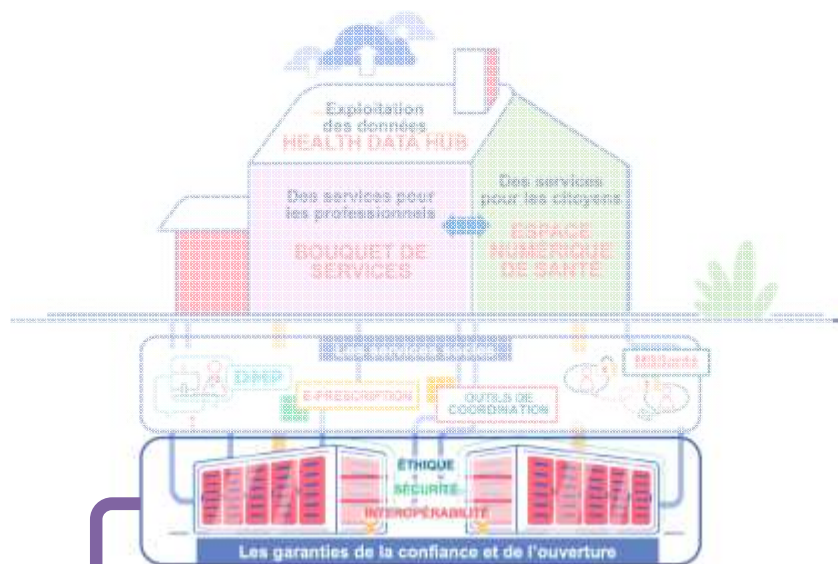 Exploitation
des données
HEALTH DATA HUB
Des services pour
les professionnels
BOUQUET DE
SERVICES
Des services
pour les citoyens
ESPACE
NUMÉRIQUE
DE SANTÉ
DMP
MSSanté
E-PRESCRIPTION
OUTILS DE
COORDINATION
ÉTHIQUE
SÉCURITÉ
INTEROPÉRABILITÉ
Les garanties de la confiance et de l'ouverture